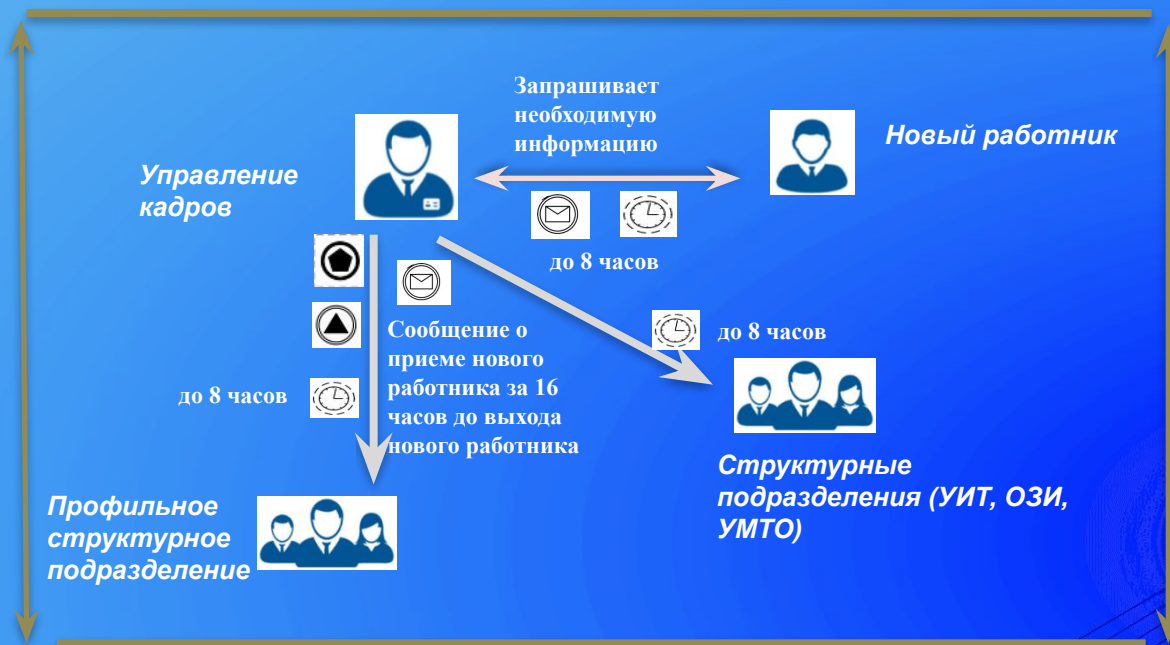 Запрашивает
необходимую
информацию
Новый работник
Управление
кадров
до 8 часов
Сообщение о
приеме нового
работника за 16
часов до выхода
нового работника
до 8 часов
до 8 часов
Структурные
подразделения (УИТ, ОЗИ,
УМТО)
Профильное
структурное
подразделение